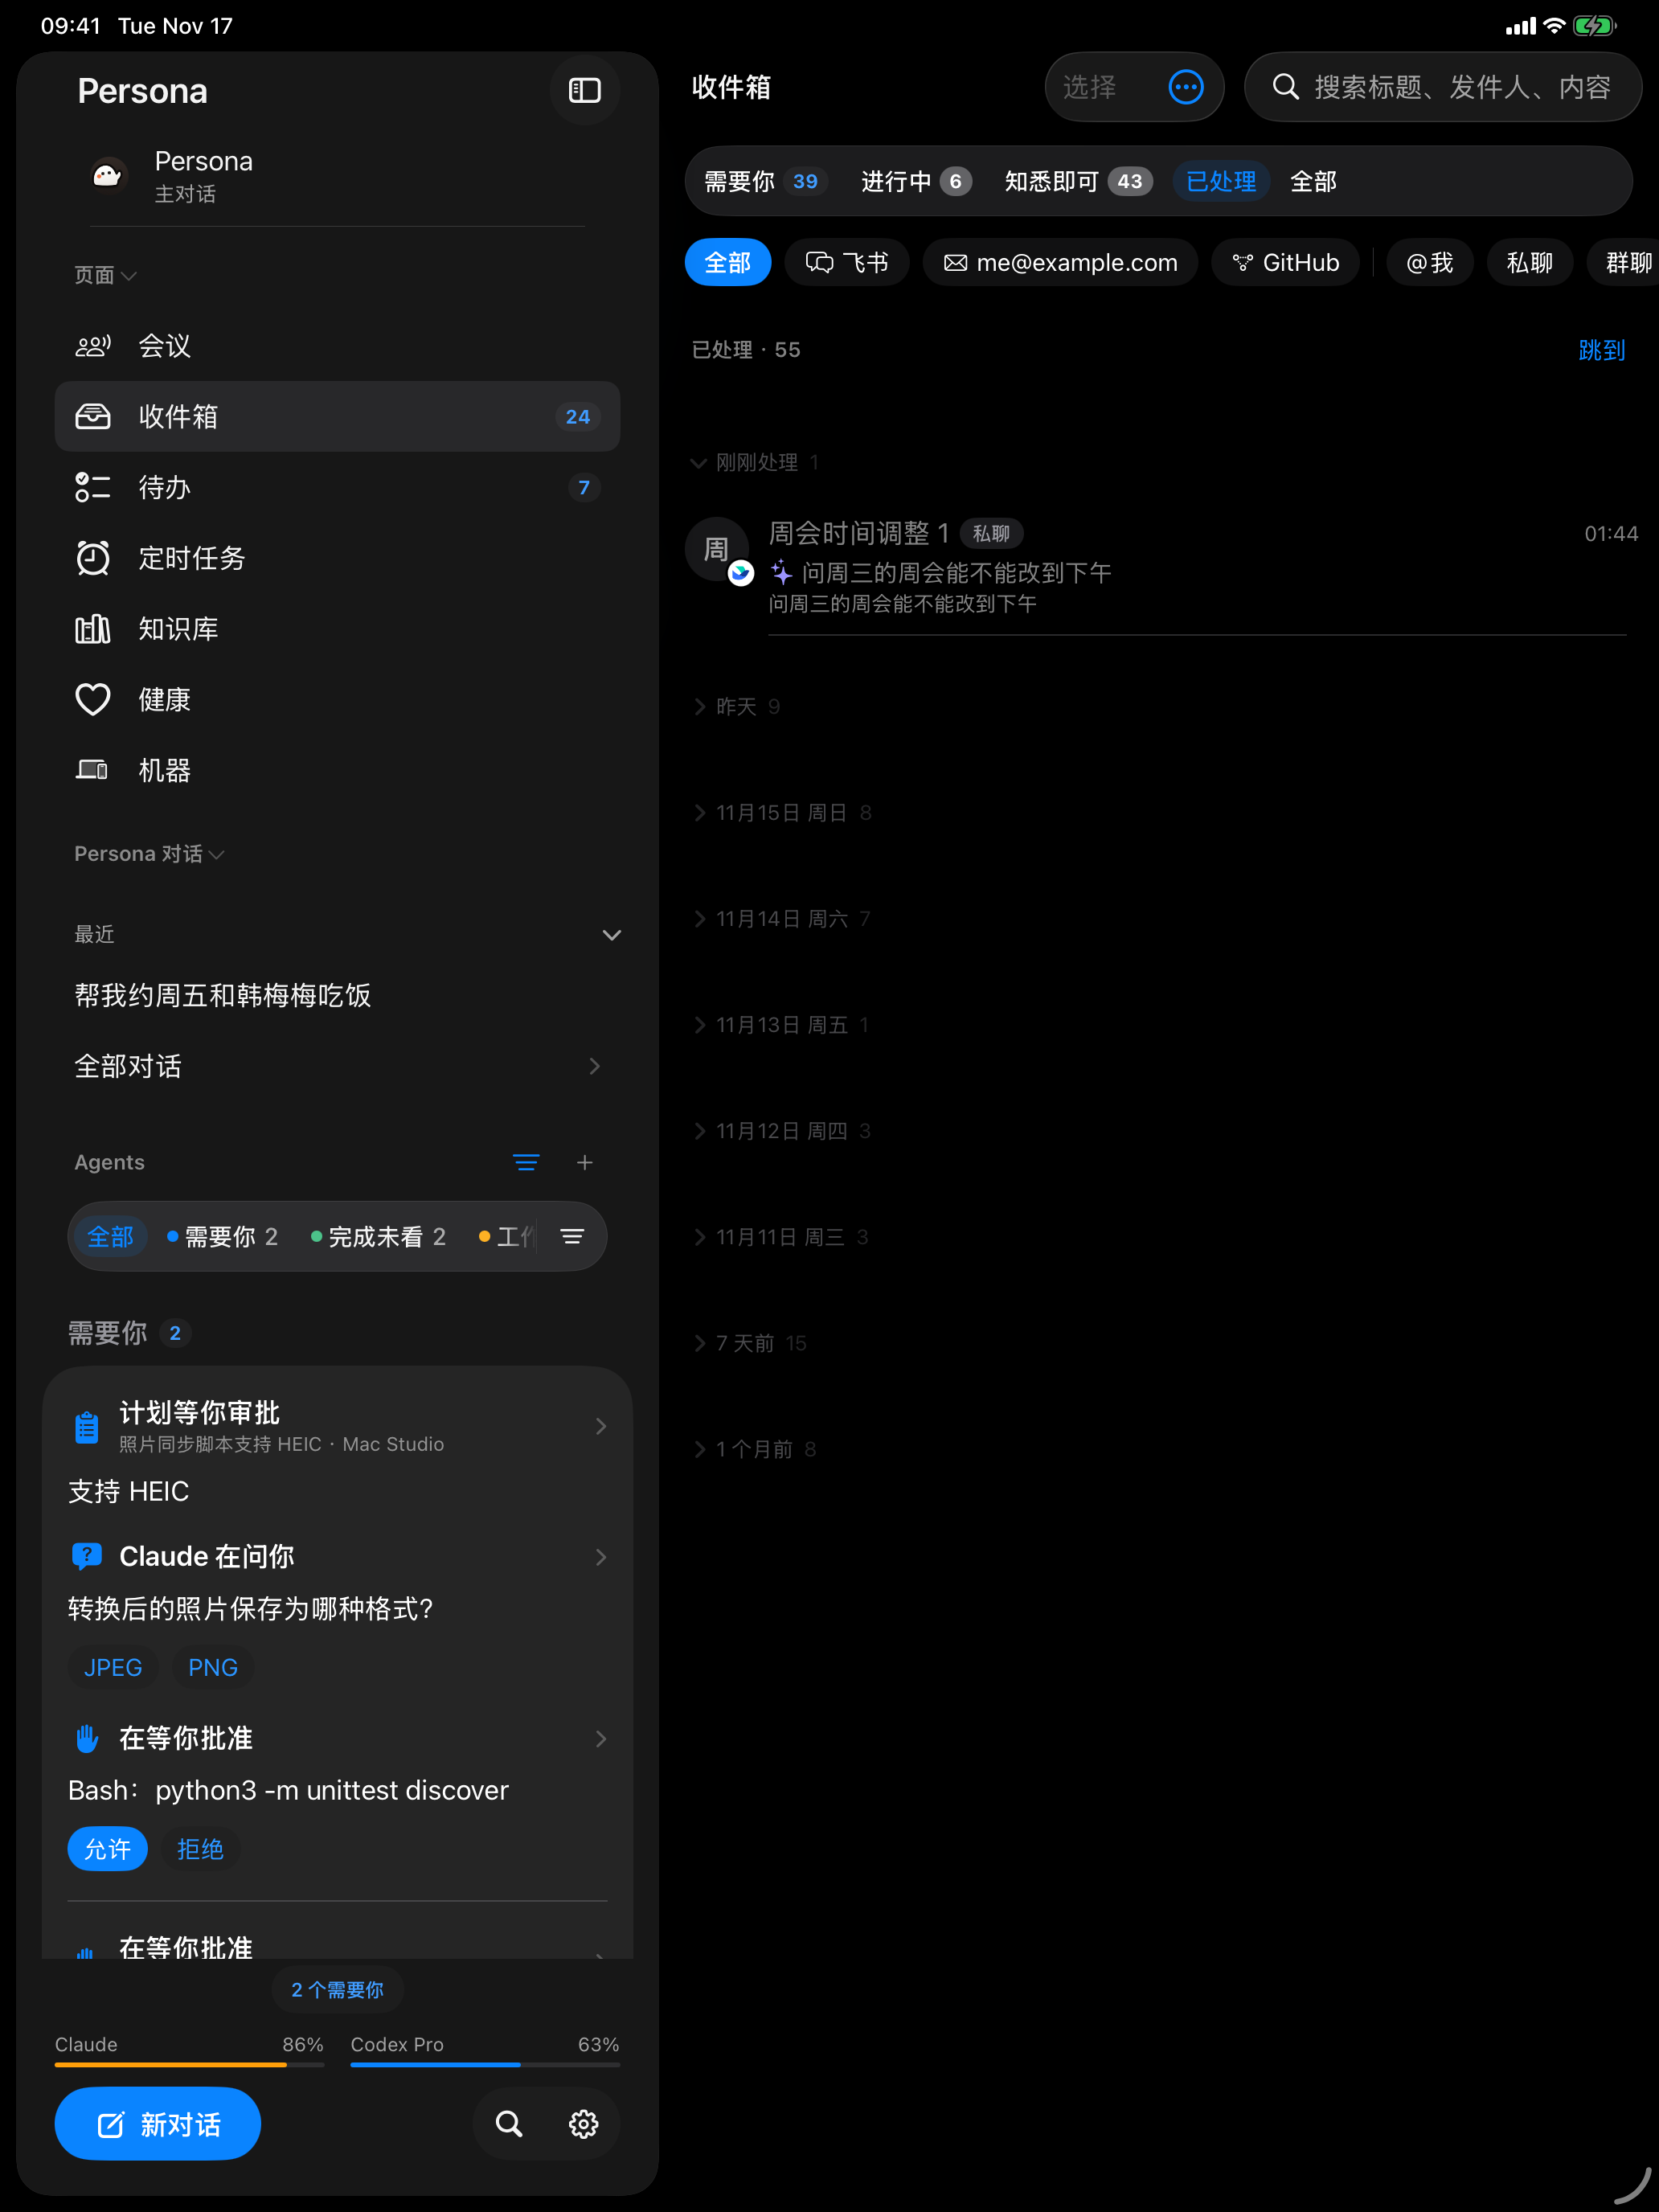 09:41 Tue Nov 17
Persona
Persona
主对话
页面
会议
收件箱 24
待办 7
定时任务
知识库
健康
机器
Persona 对话
最近
帮我约周五和韩梅梅吃饭
全部对话
Agents
全部 需要你 2 完成未看 2 工作
需要你 2
计划等你审批
照片同步脚本支持 HEIC · Mac Studio
支持 HEIC
Claude 在问你
转换后的照片保存为哪种格式?
JPEG PNG
在等你批准
Bash: python3 -m unittest discover
允许 拒绝
在等你批准
2 个需要你
Claude 86% Codex Pro 63%
新对话
收件箱
选择
搜索标题、发件人、内容
需要你 39 进行中 6 知悉即可 43 已处理 全部
全部 飞书 me@example.com GitHub @我 私聊 群聊
已处理 · 55 跳到
刚刚处理 1
周
周会时间调整 1 私聊 01:44
问周三的周会能不能改到下午
问周三的周会能不能改到下午
昨天 9
11月15日 周日 8
11月14日 周六 7
11月13日 周五 1
11月12日 周四 3
11月11日 周三 3
7 天前 15
1 个月前 8